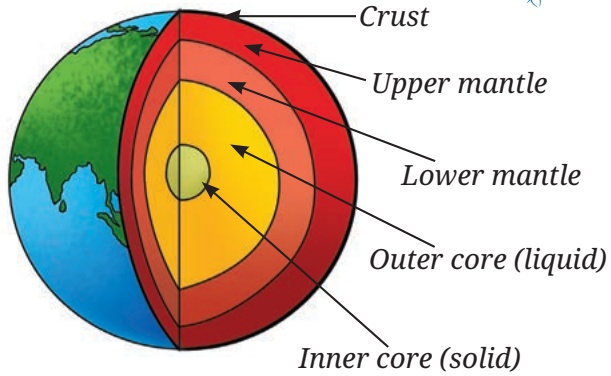 Crust
Upper mantle
Lower mantle
Outer core (liquid)
Inner core (solid)